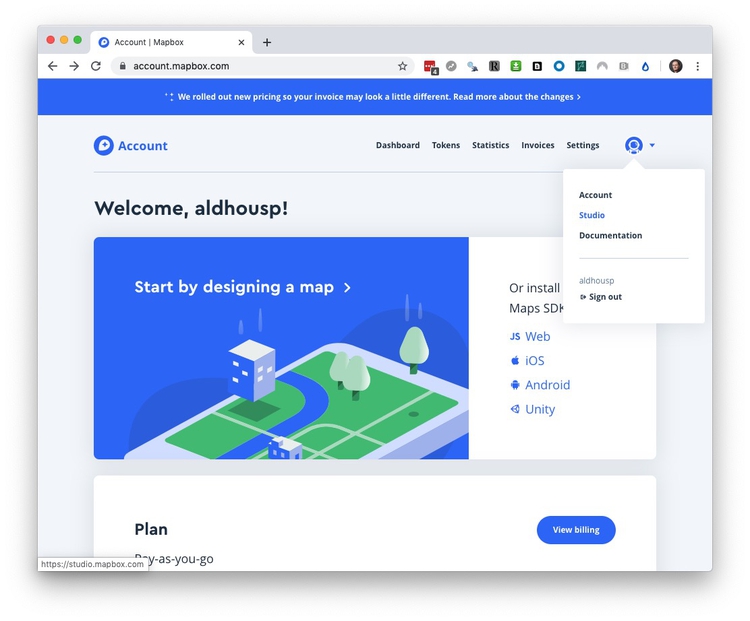 Account | Mapbox
account.mapbox.com
4
R
B
We rolled out new pricing so your invoice may look a little different. Read more about the changes
Account
Dashboard Tokens Statistics Invoices Settings
Account
Studio
Documentation
aldhousp
Sign out
Welcome, aldhousp!
Start by designing a map
Or install
Maps SDK
JS Web
iOS
Android
Unity
Plan
View billing
Pay-as-you-go
https://studio.mapbox.com